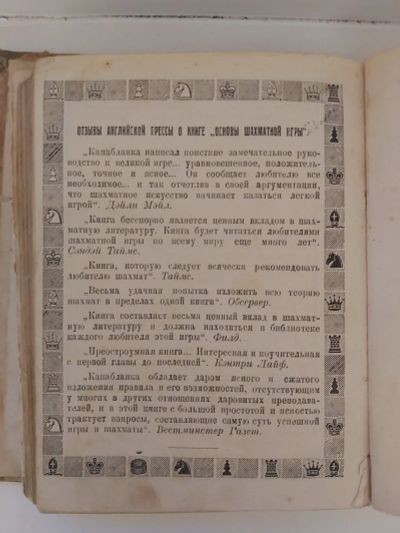 ОТЗЫВЫ АНГЛИЙСКОЙ ПРЕССЫ О КНИГЕ „ОСНОВЫ ШАХМАТНОЙ ИГРЫ“
„Капабланка написал поистине замечательное руко-
водство к великой игре... уравновешенное, положитель-
ное, точное и ясное... Он сообщает любителю все
необходимое... и так отчетлив в своей аргументации,
что шахматное искусство начинает казаться легкой
игрой“. Дэйли Мэйл.
„Книга бесспорно является ценным вкладом в шах-
матную литературу. Книга будет читаться любителями
шахматной игры по всему миру еще много лет“.
Сэндэй Таймс.
„Книга, которую следует всячески рекомендовать
любителю шахмат“. Таймс.
„Весьма удачная попытка изложить всю теорию
шахмат в пределах одной книги“. Обсервер.
„Книга составляет весьма ценный вклад в шахмат-
ную литературу и должна находиться в библиотеке
каждого любителя этой игры“. Филд.
„Преостроумная книга... Интересная и поучительная
с первой главы до последней“. Кэнтри Лайф.
„Капабланка обладает даром ясного и сжатого
изложения правила и его возможностей, отсутствующим
у многих в других отношениях даровитых преподава-
телей, и в этой книге с большой простотой и ясностью
трактует вопросы, составляющие самую суть успешной
игры в шахматы“. Вестминстер Газет.